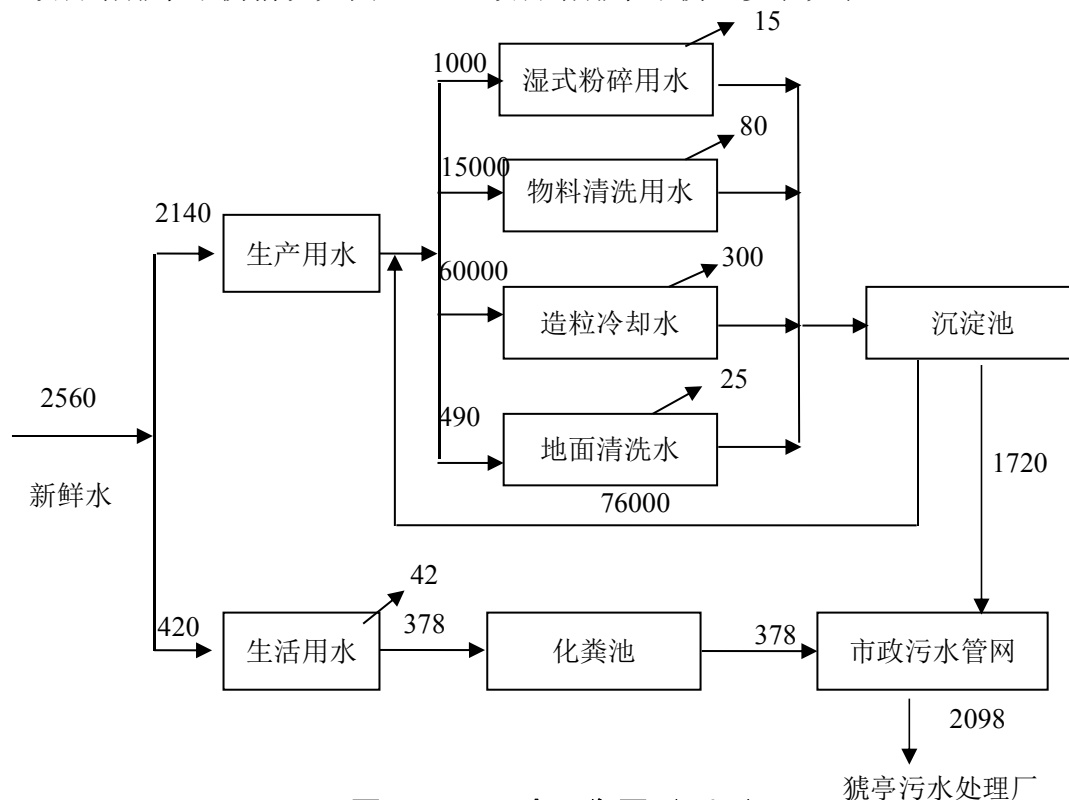 15
1000
湿式粉碎用水
80
15000
物料清洗用水
2140
生产用水
300
60000
造粒冷却水
沉淀池
25
2560
490
地面清洗水
1720
新鲜水
76000
42
420
生活用水
378
化粪池
378
市政污水管网
2098
猇亭污水处理厂